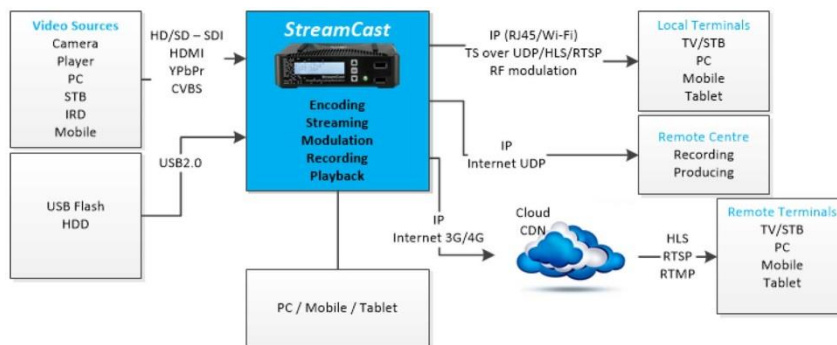 Video Sources
Camera
Player
PC
STB
IRD
Mobile
HD/SD – SDI
HDMI
YPbPr
CVBS
USB Flash
HDD
USB2.0
StreamCast
StreamCast
Encoding
Streaming
Modulation
Recording
Playback
PC / Mobile / Tablet
IP (RJ45/Wi-Fi)
TS over UDP/HLS/RTSP
RF modulation
Local Terminals
TV/STB
PC
Mobile
Tablet
IP
Internet UDP
Remote Centre
Recording
Producing
IP
Internet 3G/4G
Cloud
CDN
HLS
RTSP
RTMP
Remote Terminals
TV/STB
PC
Mobile
Tablet